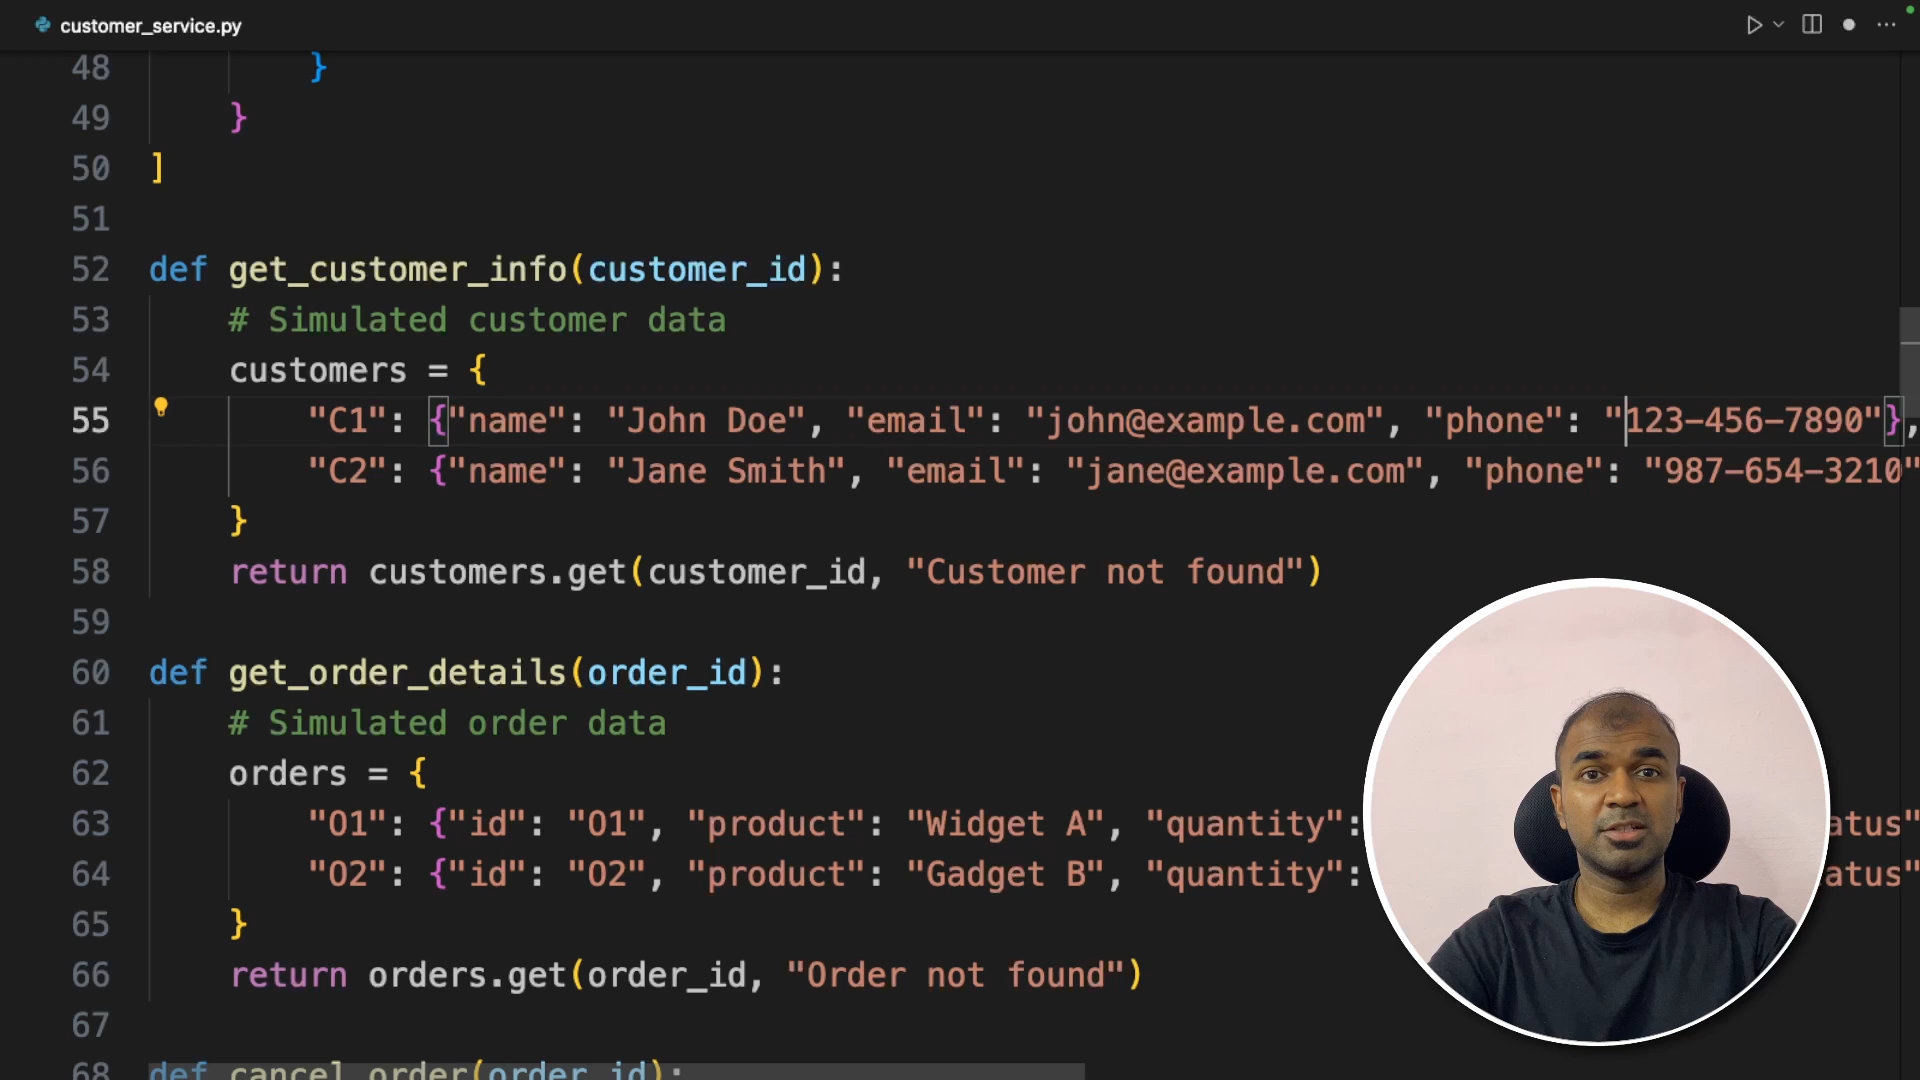 customer_service.py
48 }
49 }
50 ]
51
52 def get_customer_info(customer_id):
53 # Simulated customer data
54 customers = {
55 "C1": {"name": "John Doe", "email": "john@example.com", "phone": "123-456-7890"},
56 "C2": {"name": "Jane Smith", "email": "jane@example.com", "phone": "987-654-3210"
57 }
58 return customers.get(customer_id, "Customer not found")
59
60 def get_order_details(order_id):
61 # Simulated order data
62 orders = {
63 "O1": {"id": "O1", "product": "Widget A", "quantity": atus"
64 "O2": {"id": "O2", "product": "Gadget B", "quantity": atus"
65 }
66 return orders.get(order_id, "Order not found")
67
68 def cancel_order(order_id):